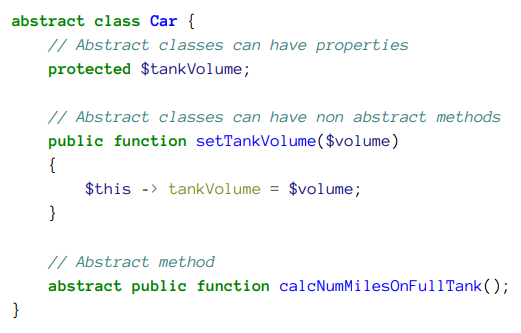 abstract class Car {
    // Abstract classes can have properties
    protected $tankVolume;

    // Abstract classes can have non abstract methods
    public function setTankVolume($volume)
    {
        $this -> tankVolume = $volume;
    }

    // Abstract method
    abstract public function calcNumMilesOnFullTank();
}